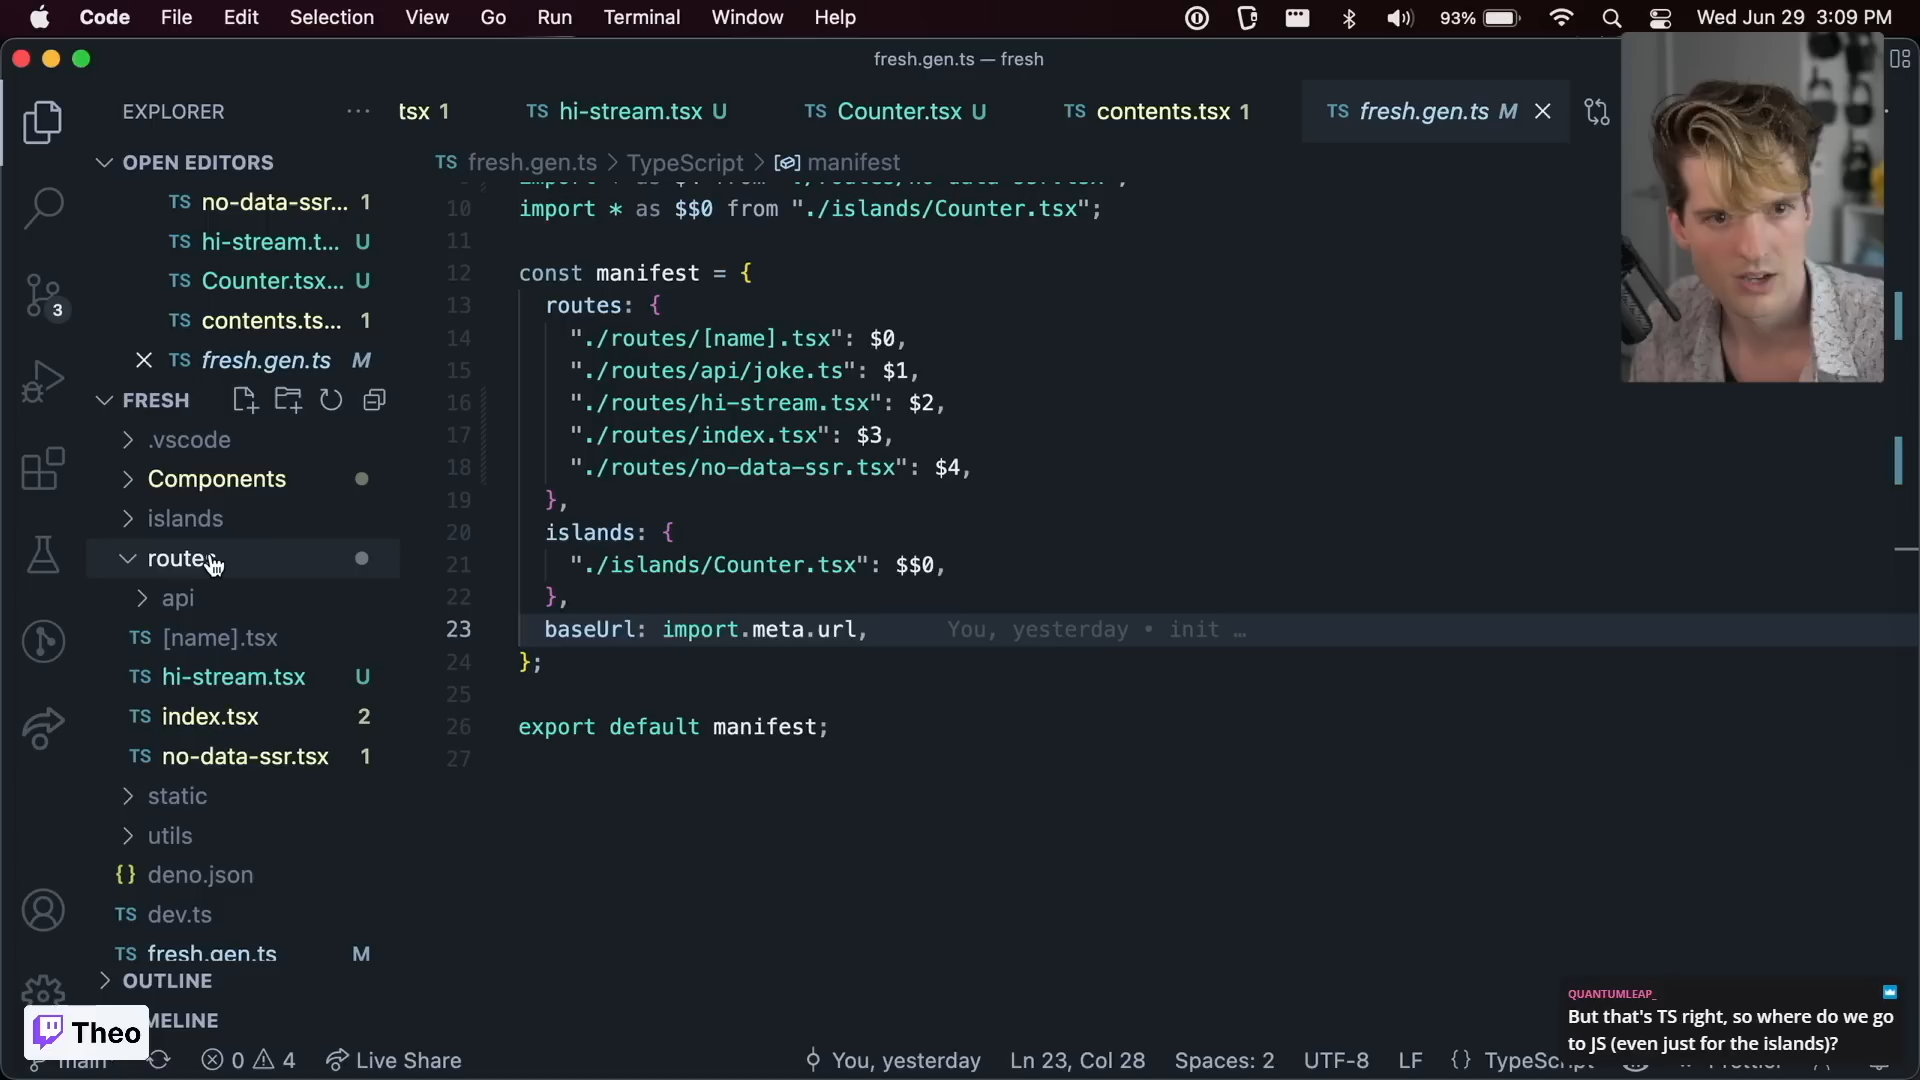 Code File Edit Selection View Go Run Terminal Window Help 93% Wed Jun 29 3:09 PM
fresh.gen.ts — fresh
EXPLORER
tsx 1 TS hi-stream.tsx U TS Counter.tsx U TS contents.tsx 1 TS fresh.gen.ts M
OPEN EDITORS
TS no-data-ssr... 1
TS hi-stream.t... U
TS Counter.tsx... U
TS contents.ts... 1
TS fresh.gen.ts M
FRESH
.vscode
Components
islands
routes
api
TS [name].tsx
TS hi-stream.tsx U
TS index.tsx 2
TS no-data-ssr.tsx 1
static
utils
{} deno.json
TS dev.ts
TS fresh.gen.ts M
OUTLINE
MELINE
TS fresh.gen.ts > TypeScript > manifest
10 import * as $$0 from "./islands/Counter.tsx";
11
12 const manifest = {
13 routes: {
14 "./routes/[name].tsx": $0,
15 "./routes/api/joke.ts": $1,
16 "./routes/hi-stream.tsx": $2,
17 "./routes/index.tsx": $3,
18 "./routes/no-data-ssr.tsx": $4,
19 },
20 islands: {
21 "./islands/Counter.tsx": $$0,
22 },
23 baseUrl: import.meta.url, You, yesterday • init …
24 };
25
26 export default manifest;
27
3
Theo
QUANTUMLEAP_
But that's TS right, so where do we go
to JS (even just for the islands)?
main 0 4 Live Share You, yesterday Ln 23, Col 28 Spaces: 2 UTF-8 LF {} TypeScript